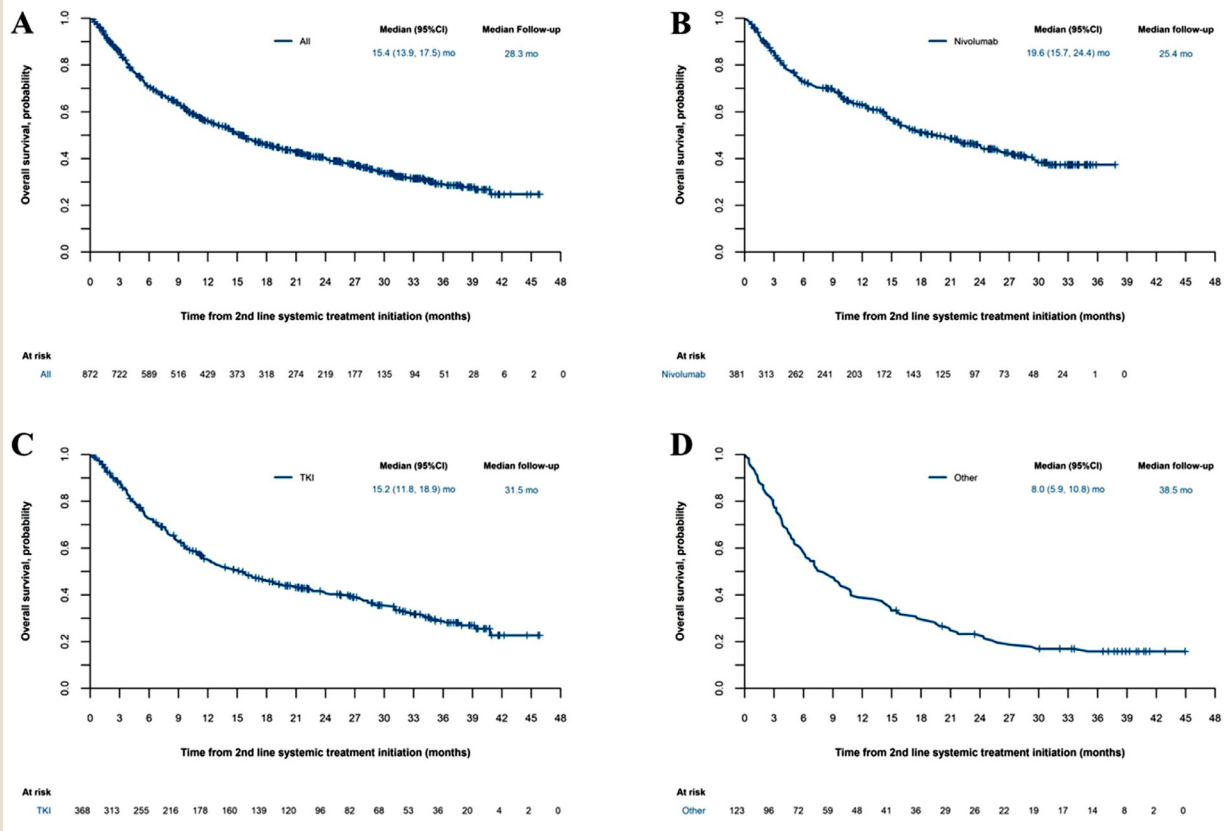 A
Overall survival, probability
1.0
0.8
0.6
0.4
0.2
0.0
All
Median (95%CI) Median Follow-up
15.4 (13.9, 17.5) mo 28.3 mo
0 3 6 9 12 15 18 21 24 27 30 33 36 39 42 45 48
Time from 2nd line systemic treatment initiation (months)
At risk
All 872 722 589 516 429 373 318 274 219 177 135 94 51 28 6 2 0
B
Overall survival, probability
1.0
0.8
0.6
0.4
0.2
0.0
Nivolumab
Median (95%CI) Median follow-up
19.6 (15.7, 24.4) mo 25.4 mo
0 3 6 9 12 15 18 21 24 27 30 33 36 39 42 45 48
Time from 2nd line systemic treatment initiation (months)
At risk
Nivolumab 381 313 262 241 203 172 143 125 97 73 48 24 1 0
C
Overall survival, probability
1.0
0.8
0.6
0.4
0.2
0.0
TKI
Median (95%CI) Median follow-up
15.2 (11.8, 18.9) mo 31.5 mo
0 3 6 9 12 15 18 21 24 27 30 33 36 39 42 45 48
Time from 2nd line systemic treatment initiation (months)
At risk
TKI 368 313 255 216 178 160 139 120 96 82 68 53 36 20 4 2 0
D
Overall survival, probability
1.0
0.8
0.6
0.4
0.2
0.0
Other
Median (95%CI) Median follow-up
8.0 (5.9, 10.8) mo 38.5 mo
0 3 6 9 12 15 18 21 24 27 30 33 36 39 42 45 48
Time from 2nd line systemic treatment initiation (months)
At risk
Other 123 96 72 59 48 41 36 29 26 22 19 17 14 8 2 0